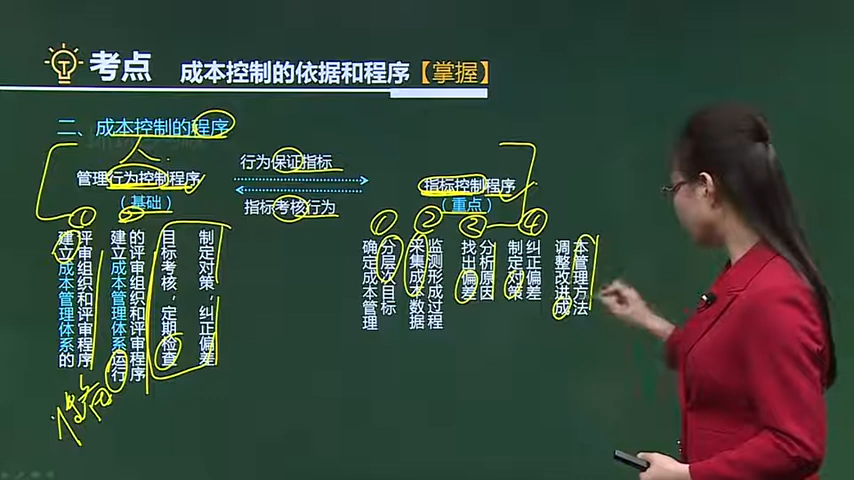 考点 成本控制的依据和程序【掌握】
二、成本控制的程序
管理行为控制程序
（基础）
行为保证指标
指标考核行为
指标控制程序
（重点）
①
②
①
②
②
④
建立成本管理体系的
评审组织和评审程序
建立成本管理体系运行
的评审组织和评审程序
目标考核，定期检查
制定对策，纠正偏差
确定成本管理
分层次目标
采集成本数据
监测形成过程
找出偏差
分析原因
制定对策
纠正偏差
调整改进成
本管理方法